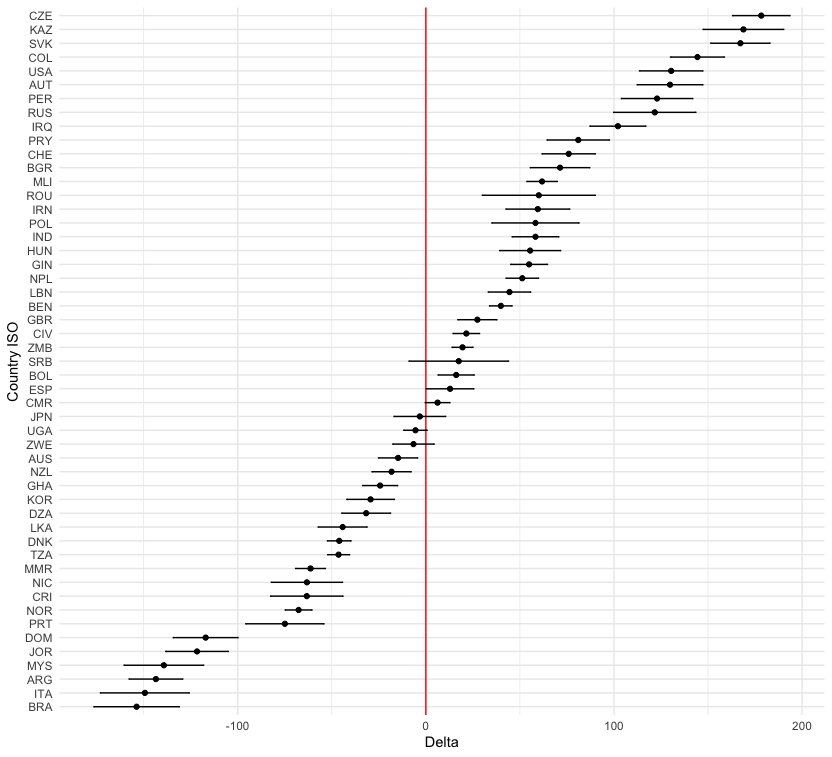 CZE
KAZ
SVK
COL
USA
AUT
PER
RUS
IRQ
PRY
CHE
BGR
MLI
ROU
IRN
POL
IND
HUN
GIN
NPL
LBN
BEN
GBR
CIV
ZMB
SRB
BOL
ESP
CMR
JPN
UGA
ZWE
AUS
NZL
GHA
KOR
DZA
LKA
DNK
TZA
MMR
NIC
CRI
NOR
PRT
DOM
JOR
MYS
ARG
ITA
BRA
Country ISO
-100 0 100 200
Delta